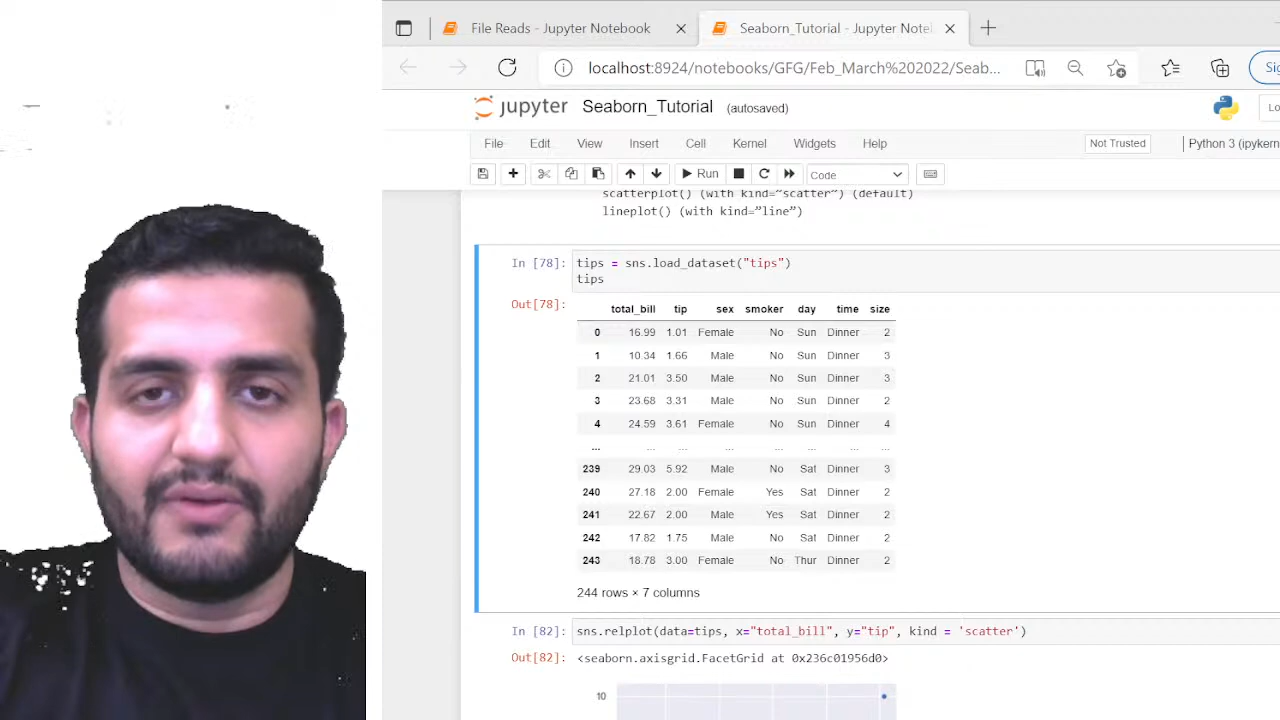 File Reads - Jupyter Notebook
Seaborn_Tutorial - Jupyter Note
localhost:8924/notebooks/GFG/Feb_March%202022/Seab...
Sig
jupyter Seaborn_Tutorial (autosaved)
Lo
File Edit View Insert Cell Kernel Widgets Help
Not Trusted Python 3 (ipykern
Run Code
scatterplot() (with kind="scatter") (default)
lineplot() (with kind="line")
In [78]: tips = sns.load_dataset("tips")
tips
Out[78]:
total_bill tip sex smoker day time size
0 16.99 1.01 Female No Sun Dinner 2
1 10.34 1.66 Male No Sun Dinner 3
2 21.01 3.50 Male No Sun Dinner 3
3 23.68 3.31 Male No Sun Dinner 2
4 24.59 3.61 Female No Sun Dinner 4
... ... ... ... ... ... ... ...
239 29.03 5.92 Male No Sat Dinner 3
240 27.18 2.00 Female Yes Sat Dinner 2
241 22.67 2.00 Male Yes Sat Dinner 2
242 17.82 1.75 Male No Sat Dinner 2
243 18.78 3.00 Female No Thur Dinner 2
244 rows × 7 columns
In [82]: sns.relplot(data=tips, x="total_bill", y="tip", kind = 'scatter')
Out[82]: <seaborn.axisgrid.FacetGrid at 0x236c01956d0>
10